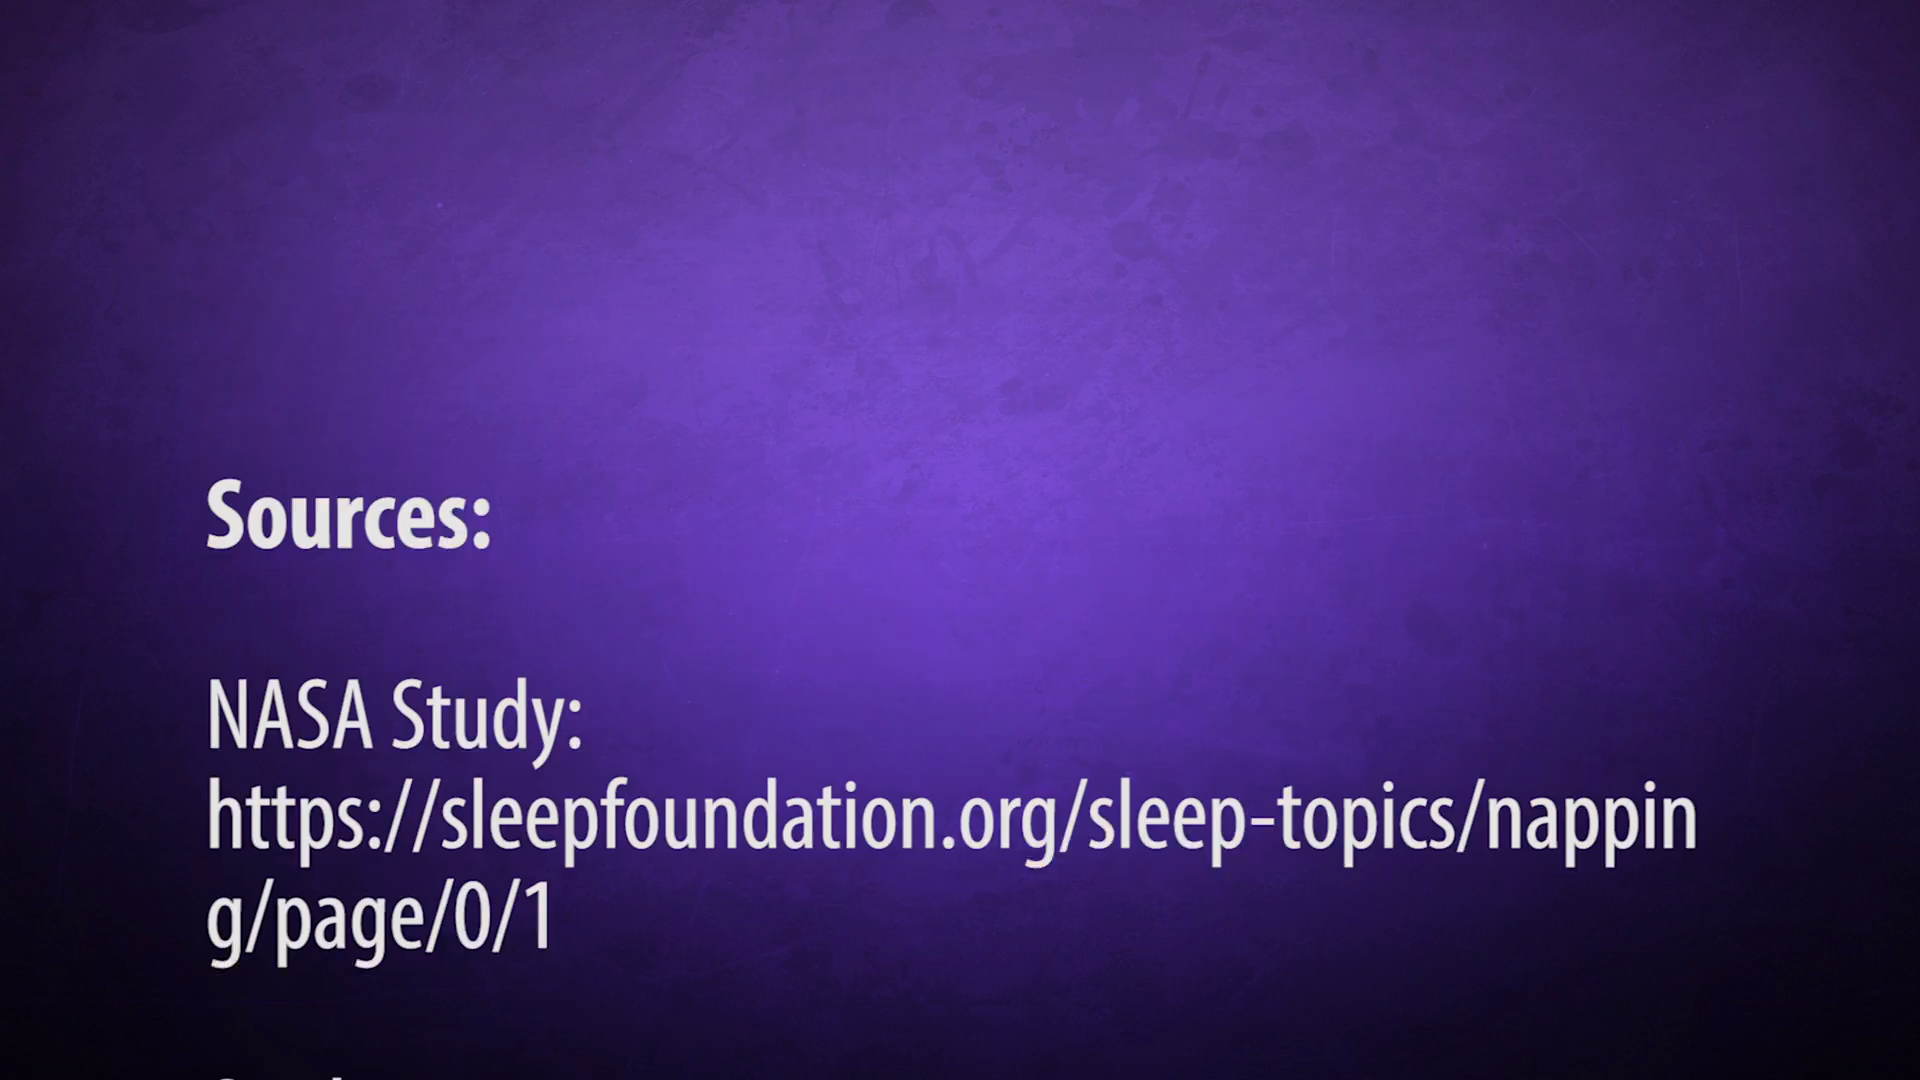 Sources:
NASA Study:
https://sleepfoundation.org/sleep-topics/nappin
g/page/0/1